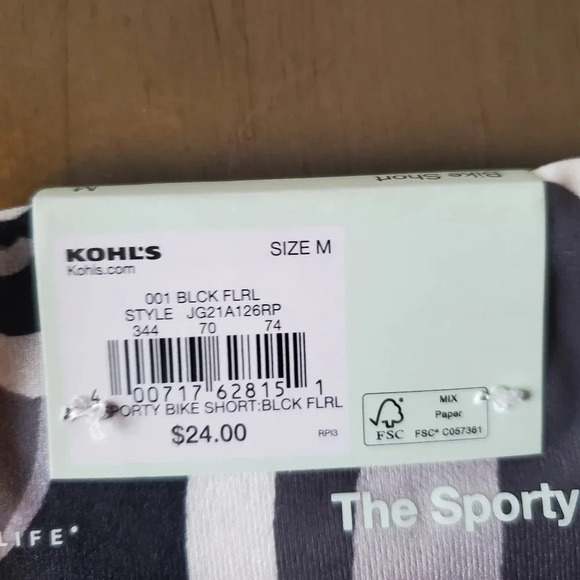 Bike Short
M
KOHL'S
Kohls.com
SIZE M
001 BLCK FLRL
STYLE JG21A126RP
344 70 74
4 00717 62815 1
SPORTY BIKE SHORT:BLCK FLRL
$24.00
RPI3
FSC
MIX
Paper
FSC® C057361
The Sporty
LIFE®